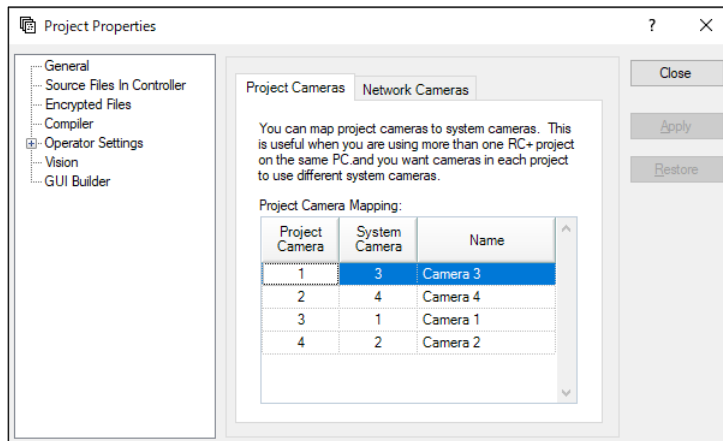 Project Properties
?
General
Source Files In Controller
Encrypted Files
Compiler
Operator Settings
Vision
GUI Builder
Project Cameras
Network Cameras
You can map project cameras to system cameras. This
is useful when you are using more than one RC+ project
on the same PC.and you want cameras in each project
to use different system cameras.
Project Camera Mapping:
Project Camera System Camera Name
1 3 Camera 3
2 4 Camera 4
3 1 Camera 1
4 2 Camera 2
Close
Apply
Restore